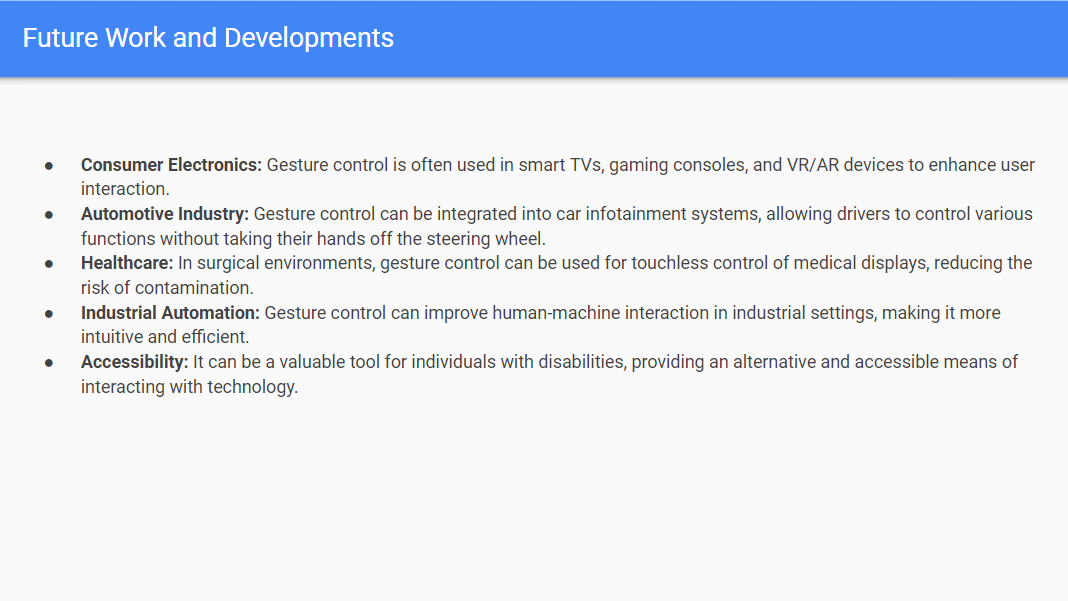 Future Work and Developments
● Consumer Electronics: Gesture control is often used in smart TVs, gaming consoles, and VR/AR devices to enhance user
interaction.
● Automotive Industry: Gesture control can be integrated into car infotainment systems, allowing drivers to control various
functions without taking their hands off the steering wheel.
● Healthcare: In surgical environments, gesture control can be used for touchless control of medical displays, reducing the
risk of contamination.
● Industrial Automation: Gesture control can improve human-machine interaction in industrial settings, making it more
intuitive and efficient.
● Accessibility: It can be a valuable tool for individuals with disabilities, providing an alternative and accessible means of
interacting with technology.